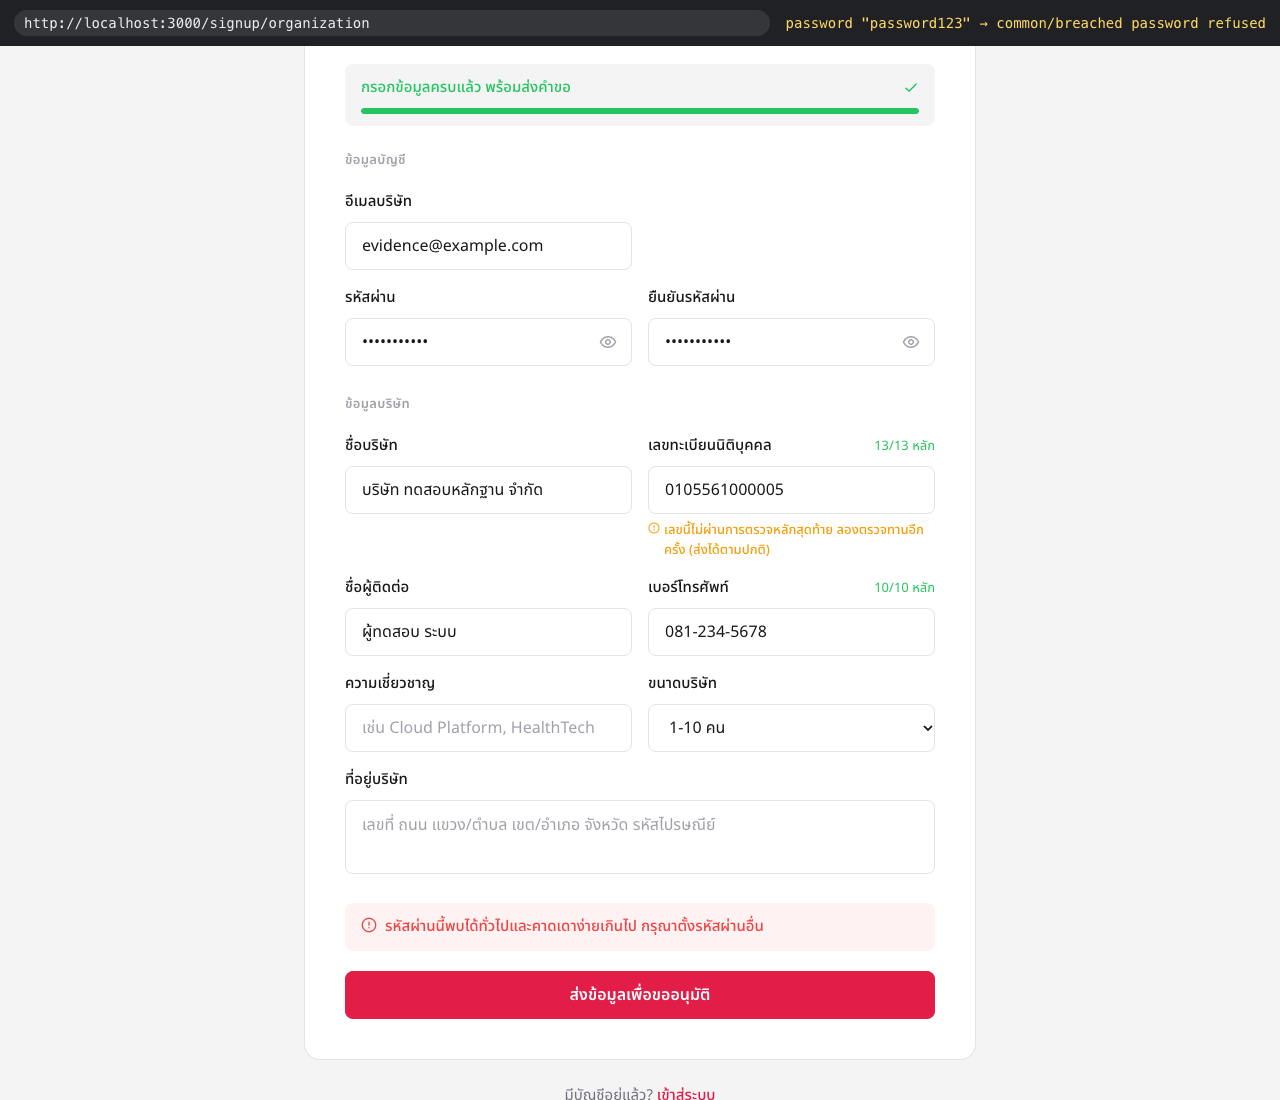 http://localhost:3000/signup/organization
password "password123" → common/breached password refused
กรอกข้อมูลครบแล้ว พร้อมส่งคำขอ
ข้อมูลบัญชี
อีเมลบริษัท
evidence@example.com
รหัสผ่าน
ยืนยันรหัสผ่าน
•••••••••••
•••••••••••
ข้อมูลบริษัท
ชื่อบริษัท
เลขทะเบียนนิติบุคคล
13/13 หลัก
บริษัท ทดสอบหลักฐาน จำกัด
0105561000005
เลขนี้ไม่ผ่านการตรวจหลักสุดท้าย ลองตรวจทานอีก
ครั้ง (ส่งได้ตามปกติ)
ชื่อผู้ติดต่อ
เบอร์โทรศัพท์
10/10 หลัก
ผู้ทดสอบ ระบบ
081-234-5678
ความเชี่ยวชาญ
ขนาดบริษัท
เช่น Cloud Platform, HealthTech
1-10 คน
ที่อยู่บริษัท
เลขที่ ถนน แขวง/ตำบล เขต/อำเภอ จังหวัด รหัสไปรษณีย์
รหัสผ่านนี้พบได้ทั่วไปและคาดเดาง่ายเกินไป กรุณาตั้งรหัสผ่านอื่น
ส่งข้อมูลเพื่อขออนุมัติ
มีบัญชีอยู่แล้ว? เข้าสู่ระบบ